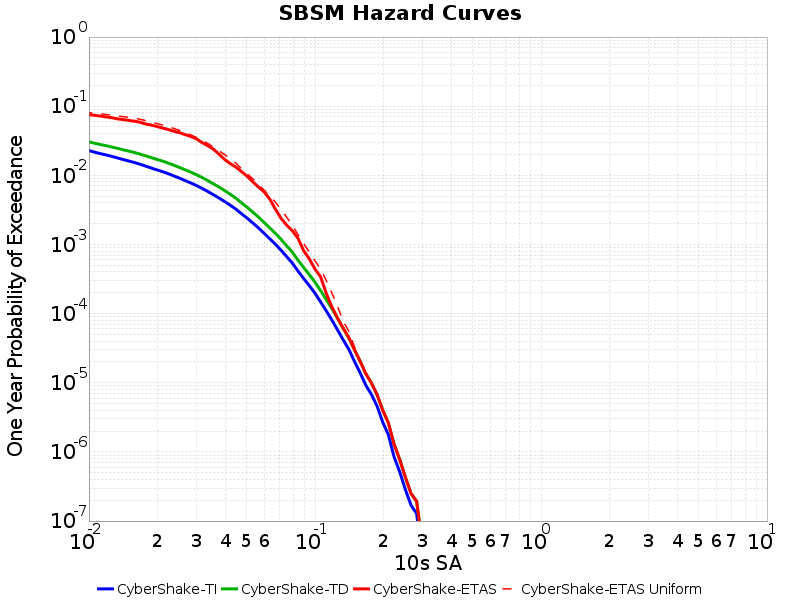 SBSM Hazard Curves
One Year Probability of Exceedance
10^0
10^-1
10^-2
10^-3
10^-4
10^-5
10^-6
10^-7
10^-2 2 3 4 5 6 10^-1 2 3 4 5 6 7 10^0 2 3 4 5 6 7 10^1
10s SA
CyberShake-TI CyberShake-TD CyberShake-ETAS CyberShake-ETAS Uniform